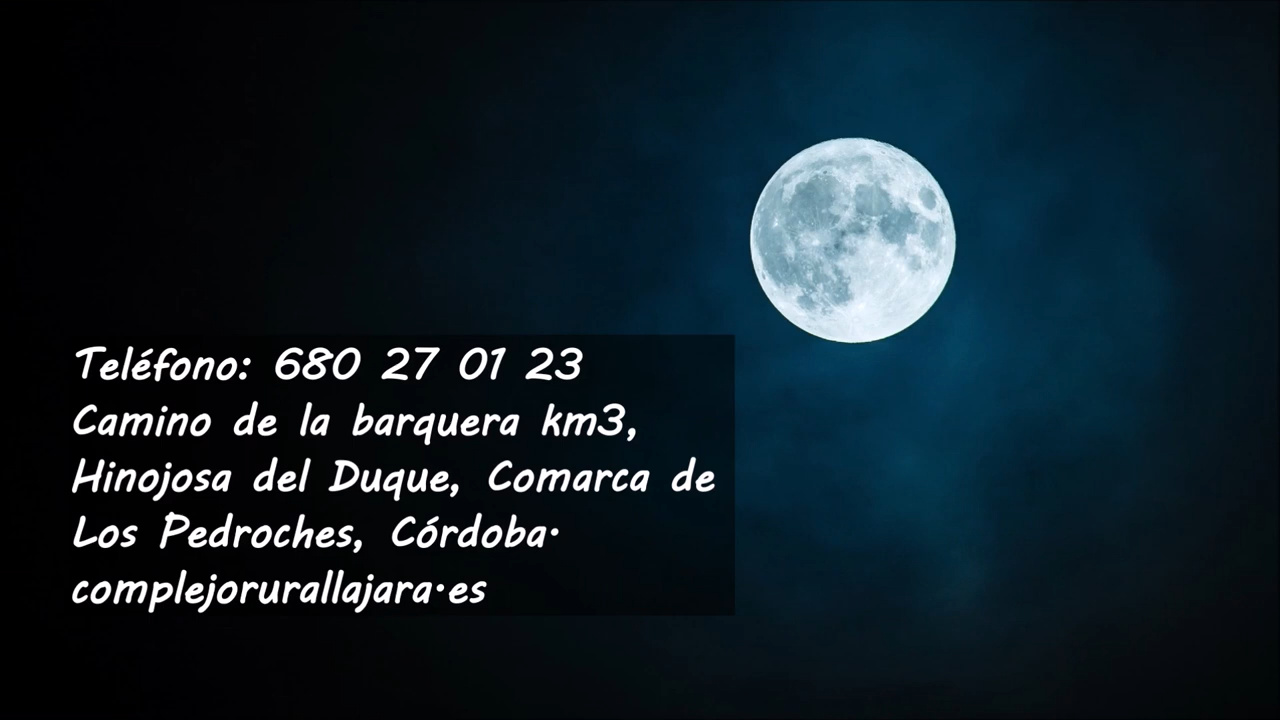 Teléfono: 680 27 01 23
Camino de la barquera km3,
Hinojosa del Duque, Comarca de
Los Pedroches, Córdoba·
complejorurallajara·es